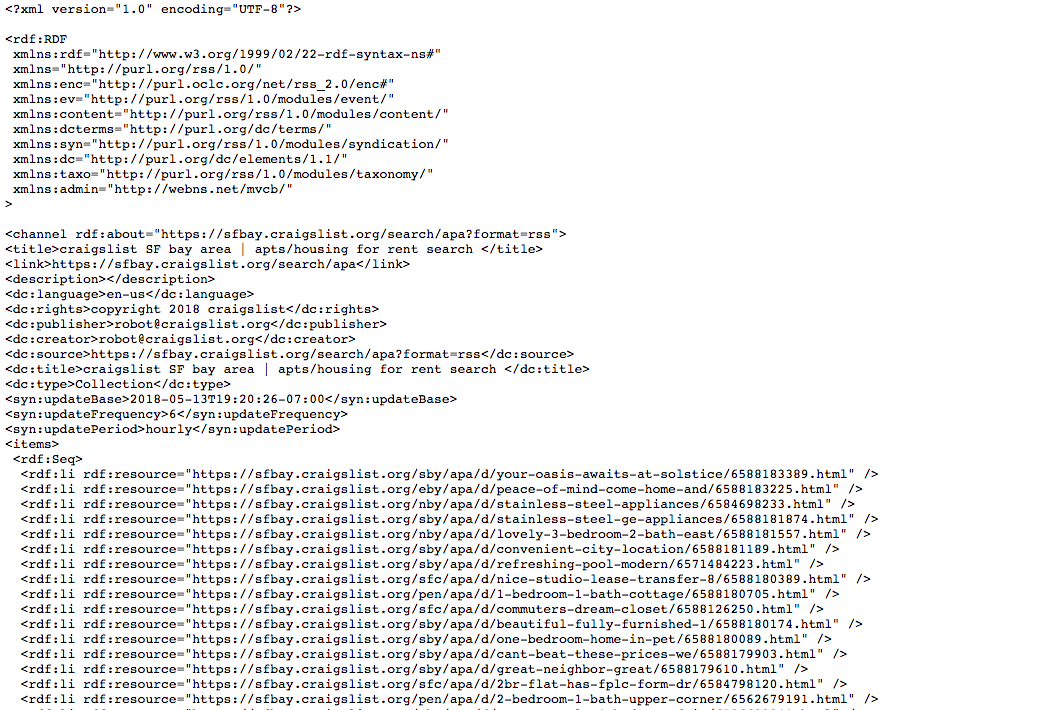 <?xml version="1.0" encoding="UTF-8"?>
<rdf:RDF
xmlns:rdf="http://www.w3.org/1999/02/22-rdf-syntax-ns#"
xmlns="http://purl.org/rss/1.0/"
xmlns:enc="http://purl.oclc.org/net/rss_2.0/enc#"
xmlns:ev="http://purl.org/rss/1.0/modules/event/"
xmlns:content="http://purl.org/rss/1.0/modules/content/"
xmlns:dcterms="http://purl.org/dc/terms/"
xmlns:syn="http://purl.org/rss/1.0/modules/syndication/"
xmlns:dc="http://purl.org/dc/elements/1.1/"
xmlns:taxo="http://purl.org/rss/1.0/modules/taxonomy/"
xmlns:admin="http://webns.net/mvcb/"
>
<channel rdf:about="https://sfbay.craigslist.org/search/apa?format=rss">
<title>craigslist SF bay area | apts/housing for rent search </title>
<link>https://sfbay.craigslist.org/search/apa</link>
<description></description>
<dc:language>en-us</dc:language>
<dc:rights>copyright 2018 craigslist</dc:rights>
<dc:publisher>robot@craigslist.org</dc:publisher>
<dc:creator>robot@craigslist.org</dc:creator>
<dc:source>https://sfbay.craigslist.org/search/apa?format=rss</dc:source>
<dc:title>craigslist SF bay area | apts/housing for rent search </dc:title>
<dc:type>Collection</dc:type>
<syn:updateBase>2018-05-13T19:20:26-07:00</syn:updateBase>
<syn:updateFrequency>6</syn:updateFrequency>
<syn:updatePeriod>hourly</syn:updatePeriod>
<items>
<rdf:Seq>
<rdf:li rdf:resource="https://sfbay.craigslist.org/sby/apa/d/your-oasis-awaits-at-solstice/6588183389.html" />
<rdf:li rdf:resource="https://sfbay.craigslist.org/eby/apa/d/peace-of-mind-come-home-and/6588183225.html" />
<rdf:li rdf:resource="https://sfbay.craigslist.org/nby/apa/d/stainless-steel-appliances/6584698233.html" />
<rdf:li rdf:resource="https://sfbay.craigslist.org/sby/apa/d/stainless-steel-ge-appliances/6588181874.html" />
<rdf:li rdf:resource="https://sfbay.craigslist.org/nby/apa/d/lovely-3-bedroom-2-bath-east/6588181557.html" />
<rdf:li rdf:resource="https://sfbay.craigslist.org/sby/apa/d/convenient-city-location/6588181189.html" />
<rdf:li rdf:resource="https://sfbay.craigslist.org/sby/apa/d/refreshing-pool-modern/6571484223.html" />
<rdf:li rdf:resource="https://sfbay.craigslist.org/sfc/apa/d/nice-studio-lease-transfer-8/6588180389.html" />
<rdf:li rdf:resource="https://sfbay.craigslist.org/pen/apa/d/1-bedroom-1-bath-cottage/6588180705.html" />
<rdf:li rdf:resource="https://sfbay.craigslist.org/sfc/apa/d/commuters-dream-closet/6588126250.html" />
<rdf:li rdf:resource="https://sfbay.craigslist.org/sby/apa/d/beautiful-fully-furnished-1/6588180174.html" />
<rdf:li rdf:resource="https://sfbay.craigslist.org/nby/apa/d/one-bedroom-home-in-pet/6588180089.html" />
<rdf:li rdf:resource="https://sfbay.craigslist.org/sby/apa/d/cant-beat-these-prices-we/6588179903.html" />
<rdf:li rdf:resource="https://sfbay.craigslist.org/sby/apa/d/great-neighbor-great/6588179610.html" />
<rdf:li rdf:resource="https://sfbay.craigslist.org/sfc/apa/d/2br-flat-has-fplc-form-dr/6584798120.html" />
<rdf:li rdf:resource="https://sfbay.craigslist.org/pen/apa/d/2-bedroom-1-bath-upper-corner/6562679191.html" />